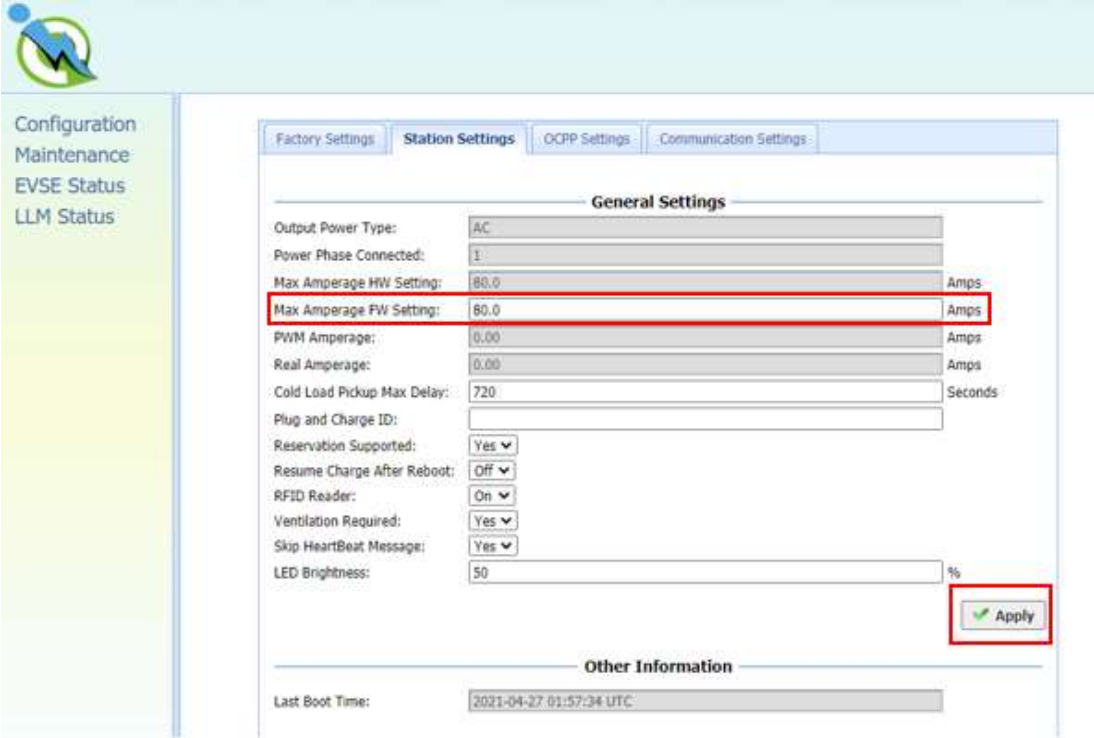 Configuration
Maintenance
EVSE Status
LLM Status
Factory Settings Station Settings OCPP Settings Communication Settings
General Settings
Output Power Type: AC
Power Phase Connected: 1
Max Amperage HW Setting: 80.0 Amps
Max Amperage FW Setting: 80.0 Amps
PWM Amperage: 0.00 Amps
Real Amperage: 0.00 Amps
Cold Load Pickup Max Delay: 720 Seconds
Plug and Charge ID:
Reservation Supported: Yes
Resume Charge After Reboot: Off
RFID Reader: On
Ventilation Required: Yes
Skip HeartBeat Message: Yes
LED Brightness: 50 %
Apply
Other Information
Last Boot Time: 2021-04-27 01:57:34 UTC